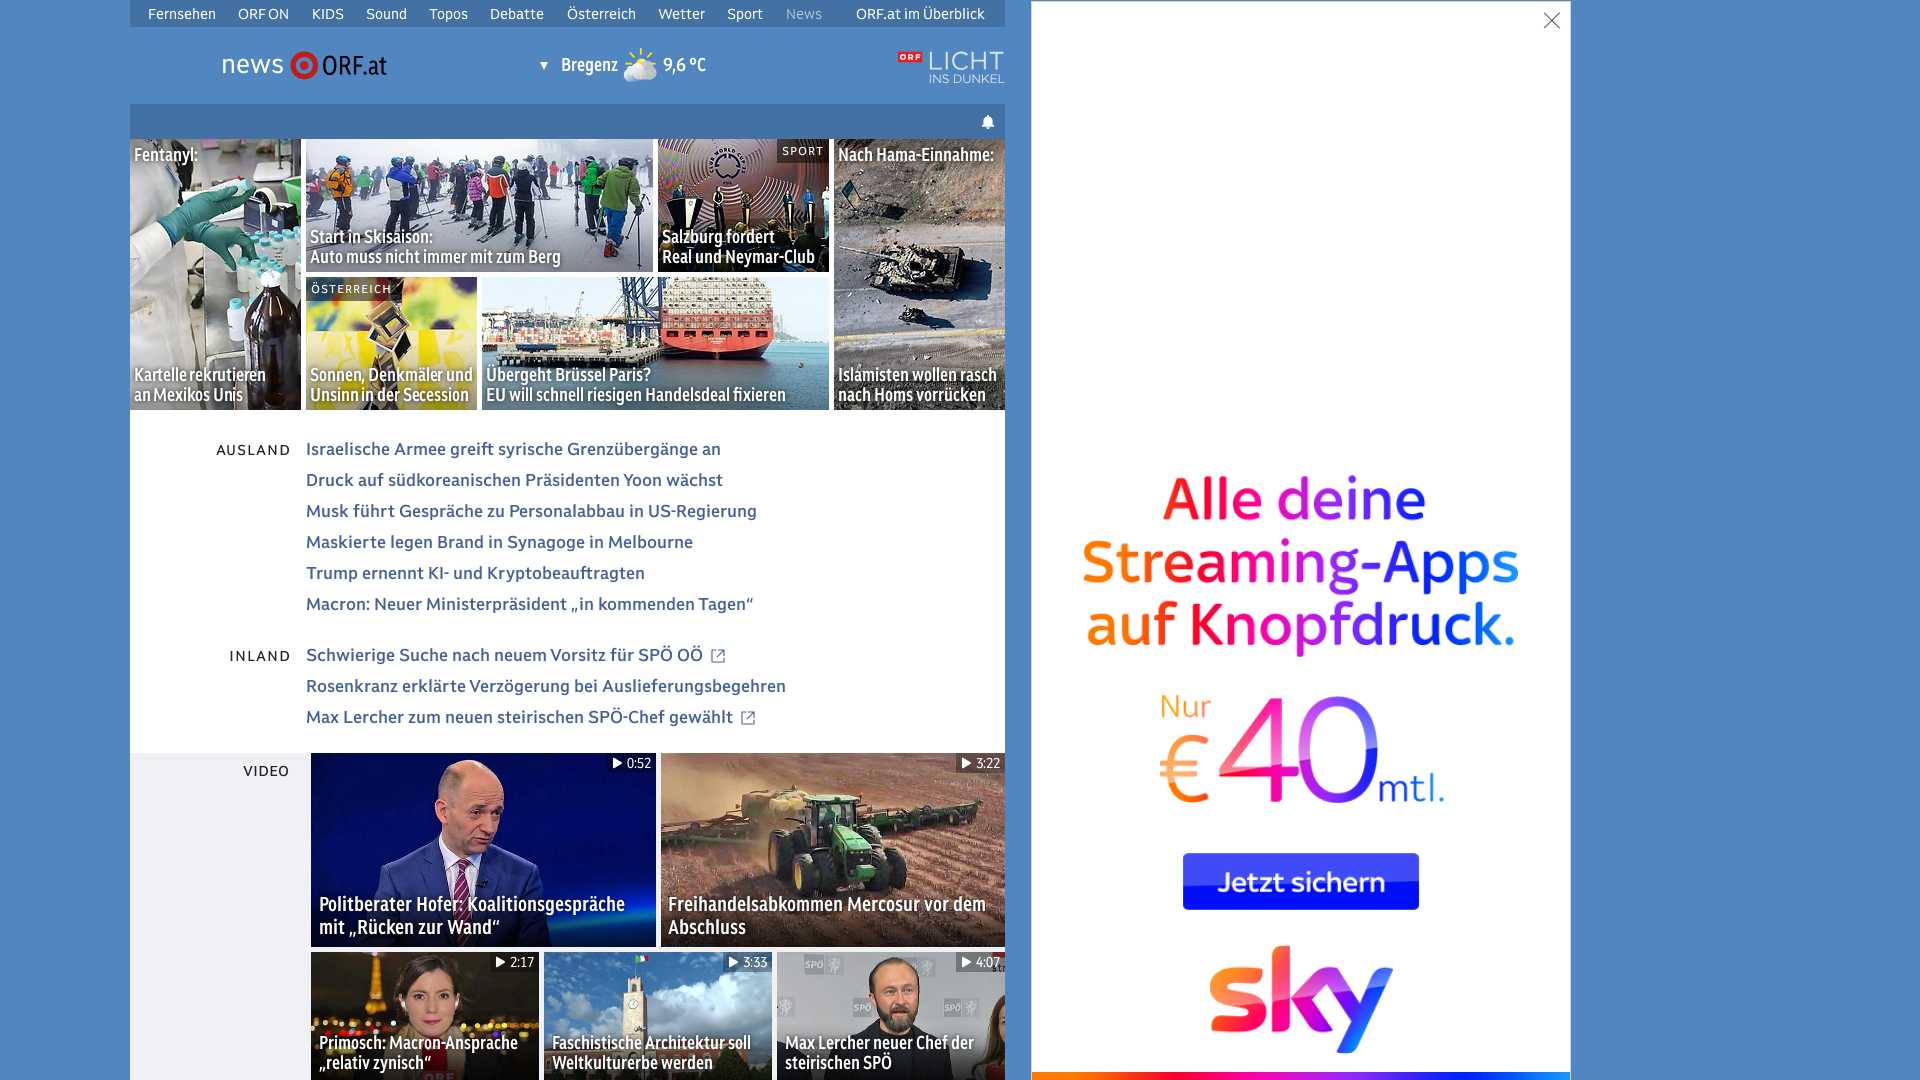 Fernsehen ORF ON KIDS Sound Topos Debatte Österreich Wetter Sport News ORF.at im Überblick
news ORF.at
Bregenz 9,6 °C
ORF LICHT
INS DUNKEL
Fentanyl:
Kartelle rekrutieren
an Mexikos Unis
Start in Skisaison:
Auto muss nicht immer mit zum Berg
SPORT
Salzburg fordert
Real und Neymar-Club
Nach Hama-Einnahme:
Islamisten wollen rasch
nach Homs vorrücken
ÖSTERREICH
Sonnen, Denkmäler und
Unsinn in der Secession
Übergeht Brüssel Paris?
EU will schnell riesigen Handelsdeal fixieren
AUSLAND
Israelische Armee greift syrische Grenzübergänge an
Druck auf südkoreanischen Präsidenten Yoon wächst
Musk führt Gespräche zu Personalabbau in US-Regierung
Maskierte legen Brand in Synagoge in Melbourne
Trump ernennt KI- und Kryptobeauftragten
Macron: Neuer Ministerpräsident „in kommenden Tagen“
INLAND
Schwierige Suche nach neuem Vorsitz für SPÖ OÖ
Rosenkranz erklärte Verzögerung bei Auslieferungsbegehren
Max Lercher zum neuen steirischen SPÖ-Chef gewählt
VIDEO
0:52
Politberater Hofer: Koalitionsgespräche
mit „Rücken zur Wand“
3:22
Freihandelsabkommen Mercosur vor dem
Abschluss
2:17
Primosch: Macron-Ansprache
„relativ zynisch“
ORF
3:33
Faschistische Architektur soll
Weltkulturerbe werden
4:07
SPÖ
SPÖ
SPÖ
Max Lercher neuer Chef der
steirischen SPÖ
Alle deine
Streaming-Apps
auf Knopfdruck.
Nur
€40 mtl.
Jetzt sichern
sky